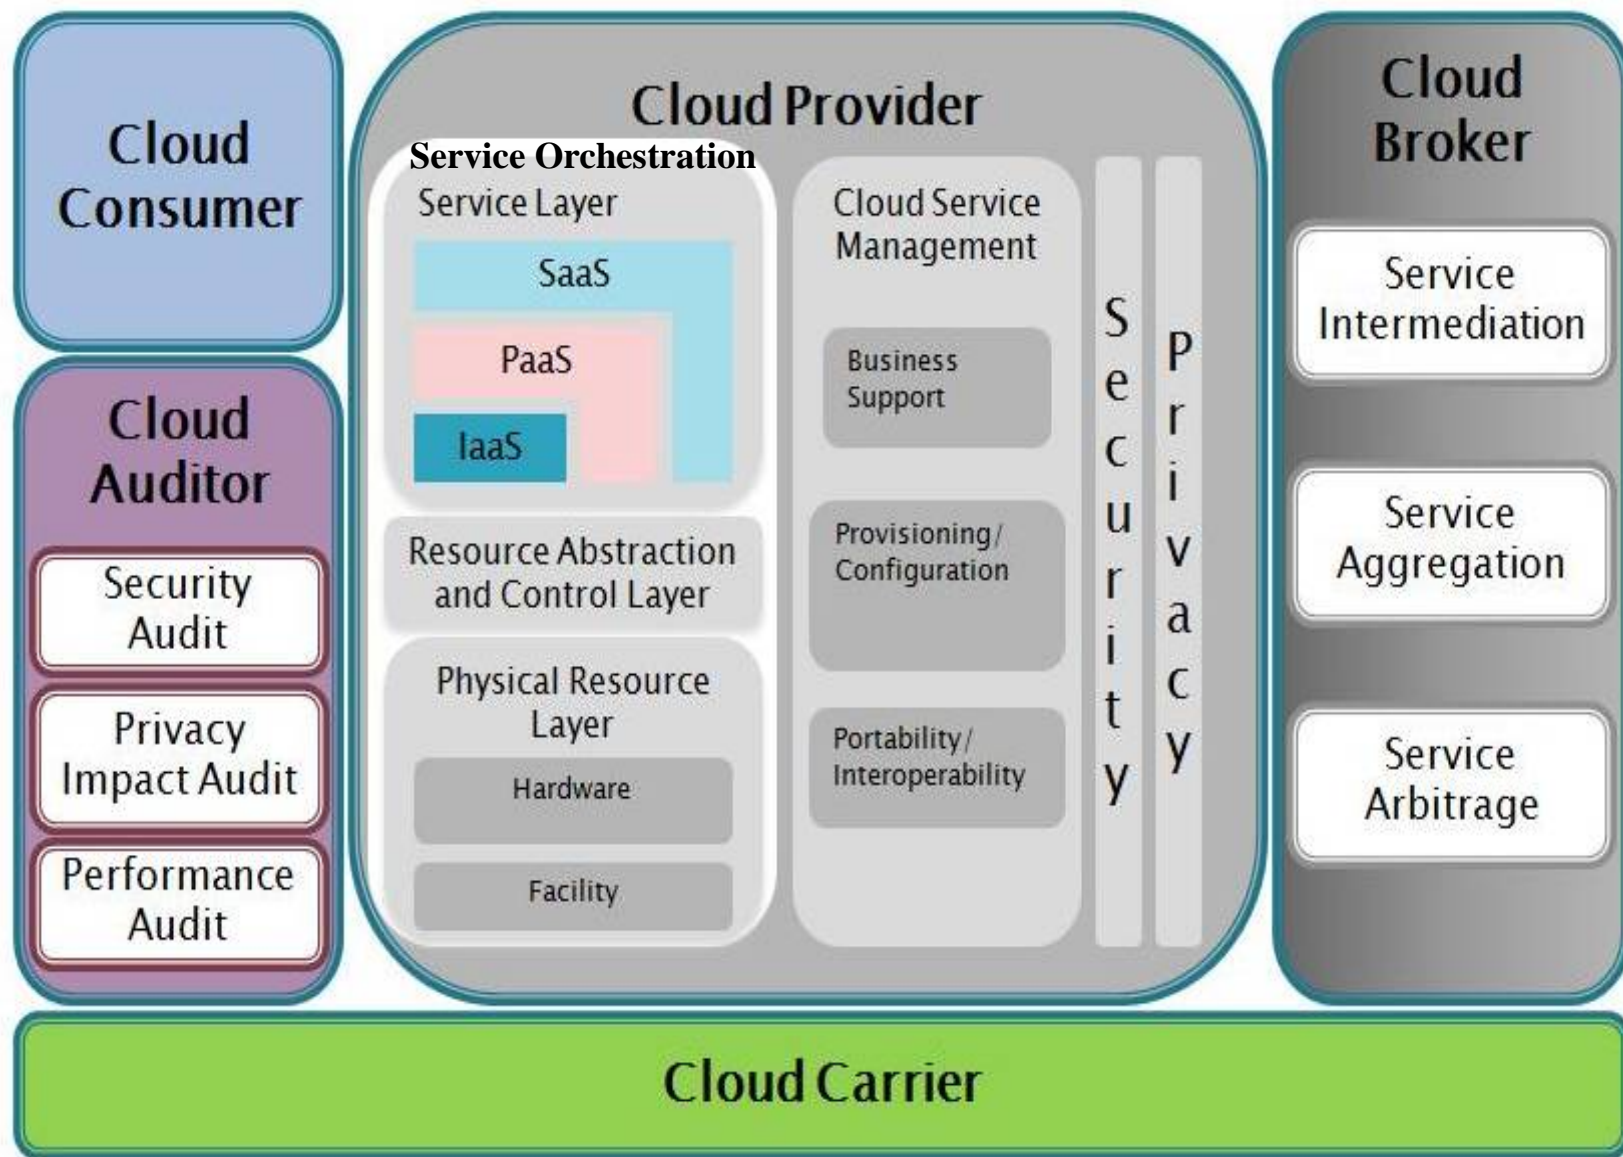 Cloud
Consumer
Cloud
Auditor
Security
Audit
Privacy
Impact Audit
Performance
Audit
Cloud Provider
Service Orchestration
Service Layer
SaaS
PaaS
IaaS
Resource Abstraction
and Control Layer
Physical Resource
Layer
Hardware
Facility
Cloud Service
Management
Business
Support
Provisioning/
Configuration
Portability/
Interoperability
Security
Privacy
Cloud
Broker
Service
Intermediation
Service
Aggregation
Service
Arbitrage
Cloud Carrier